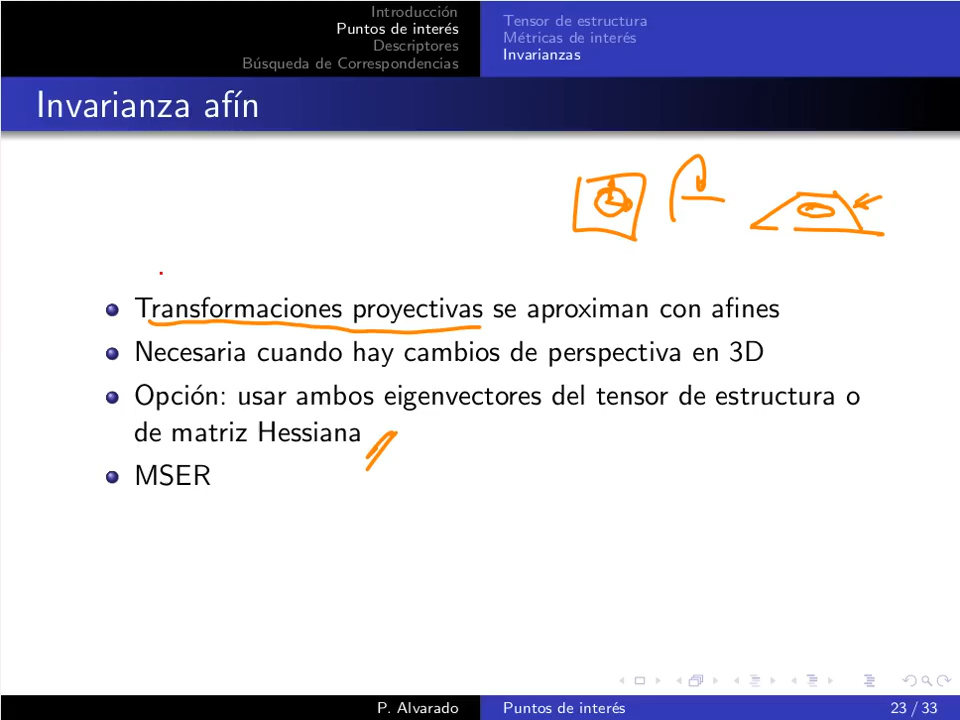 Introducción
Puntos de interés
Descriptores
Búsqueda de Correspondencias
Tensor de estructura
Métricas de interés
Invarianzas
Invarianza afín
Transformaciones proyectivas se aproximan con afines
Necesaria cuando hay cambios de perspectiva en 3D
Opción: usar ambos eigenvectores del tensor de estructura o
de matriz Hessiana
MSER
P. Alvarado
Puntos de interés
23 / 33